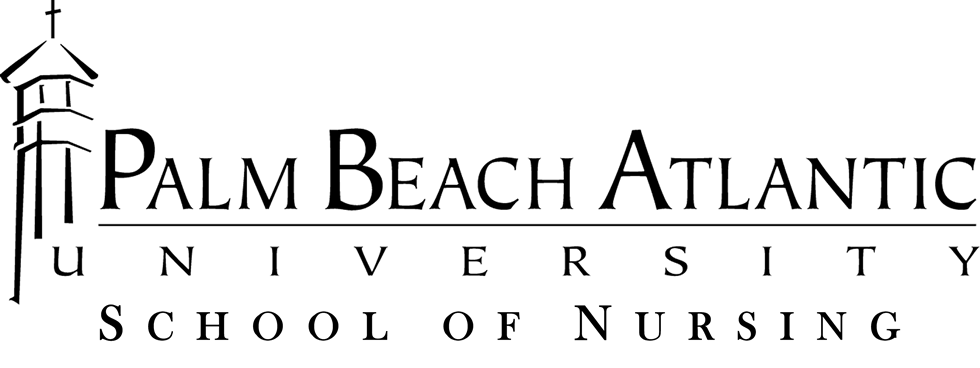 PALM BEACH ATLANTIC
UNIVERSITY
SCHOOL OF NURSING